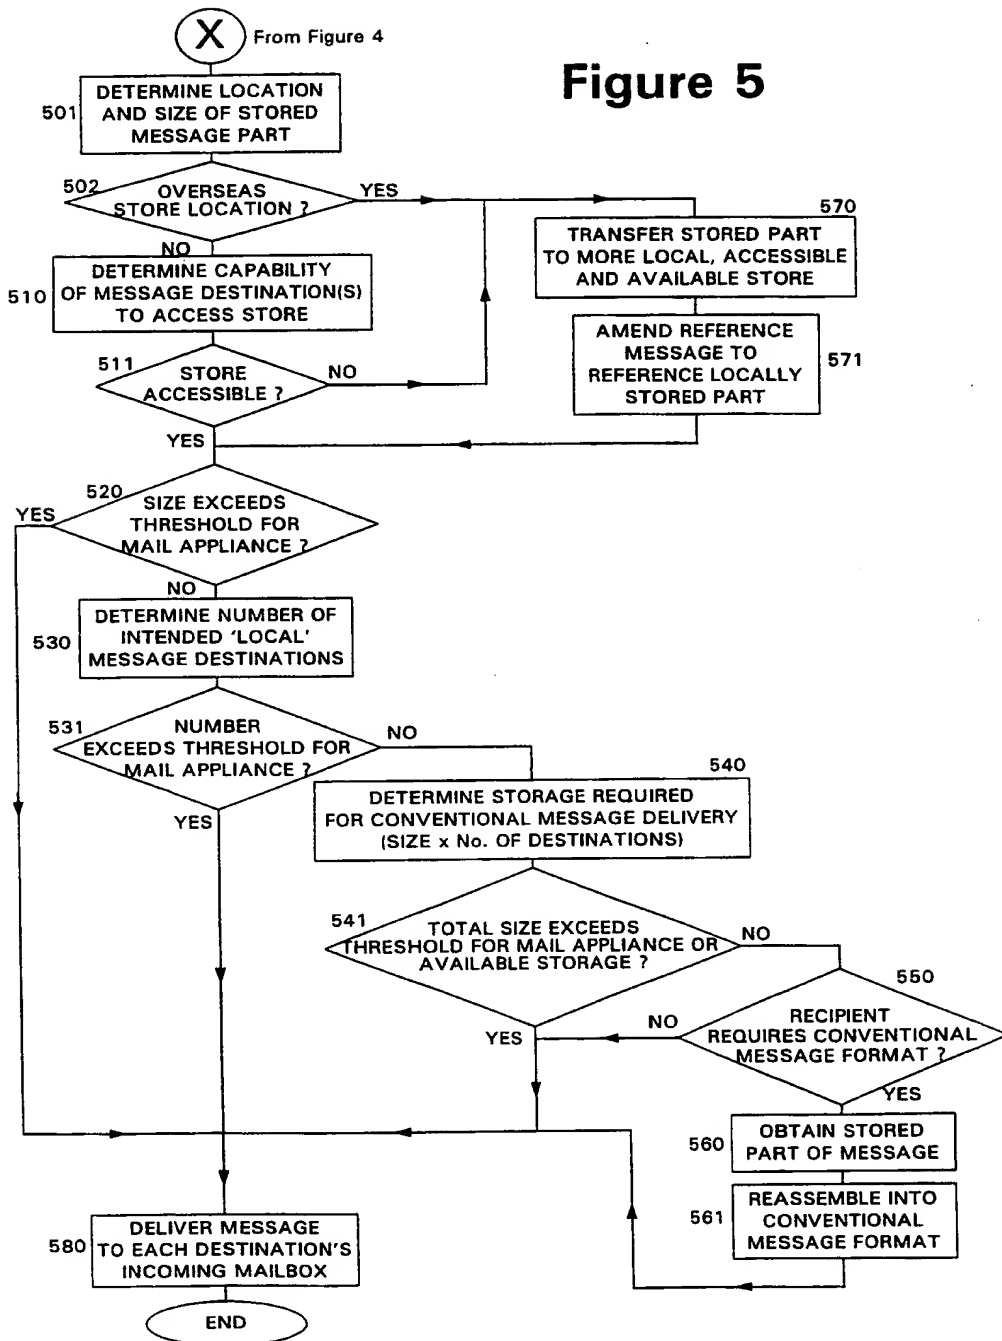 X
From Figure 4
Figure 5
501
DETERMINE LOCATION
AND SIZE OF STORED
MESSAGE PART
502
OVERSEAS
STORE LOCATION ?
YES
NO
570
TRANSFER STORED PART
TO MORE LOCAL, ACCESSIBLE
AND AVAILABLE STORE
510
DETERMINE CAPABILITY
OF MESSAGE DESTINATION(S)
TO ACCESS STORE
571
AMEND REFERENCE
MESSAGE TO
REFERENCE LOCALLY
STORED PART
511
STORE
ACCESSIBLE ?
NO
YES
520
SIZE EXCEEDS
THRESHOLD FOR
MAIL APPLIANCE ?
YES
NO
530
DETERMINE NUMBER OF
INTENDED 'LOCAL'
MESSAGE DESTINATIONS
531
NUMBER
EXCEEDS THRESHOLD FOR
MAIL APPLIANCE ?
NO
YES
540
DETERMINE STORAGE REQUIRED
FOR CONVENTIONAL MESSAGE DELIVERY
(SIZE x No. OF DESTINATIONS)
541
TOTAL SIZE EXCEEDS
THRESHOLD FOR MAIL APPLIANCE OR
AVAILABLE STORAGE ?
NO
YES
550
RECIPIENT
REQUIRES CONVENTIONAL
MESSAGE FORMAT ?
NO
YES
560
OBTAIN STORED
PART OF MESSAGE
561
REASSEMBLE INTO
CONVENTIONAL
MESSAGE FORMAT
580
DELIVER MESSAGE
TO EACH DESTINATION'S
INCOMING MAILBOX
END